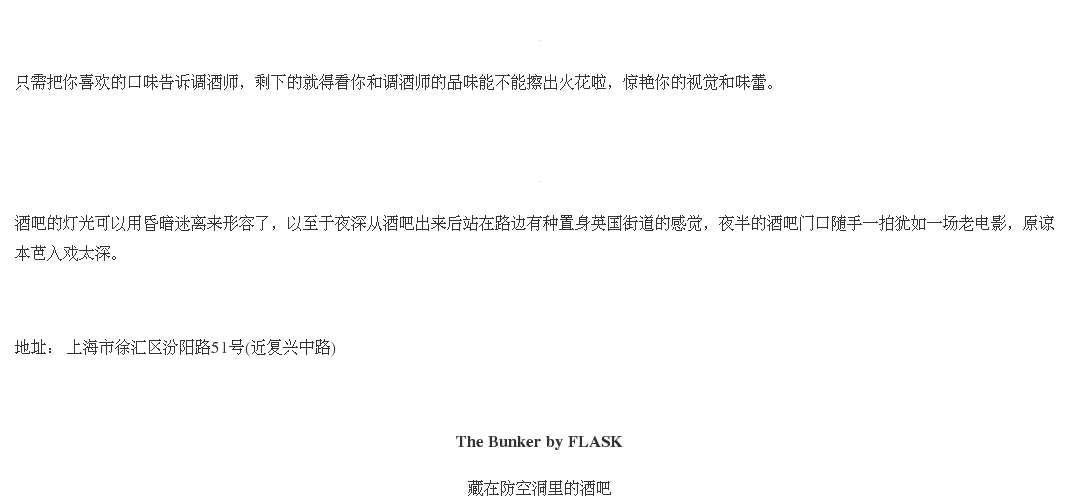 只需把你喜欢的口味告诉调酒师，剩下的就得看你和调酒师的品味能不能擦出火花啦，惊艳你的视觉和味蕾。
酒吧的灯光可以用昏暗迷离来形容了，以至于夜深从酒吧出来后站在路边有种置身英国街道的感觉，夜半的酒吧门口随手一拍犹如一场老电影，原谅
本芭入戏太深。
地址： 上海市徐汇区汾阳路51号(近复兴中路)
The Bunker by FLASK
藏在防空洞里的酒吧